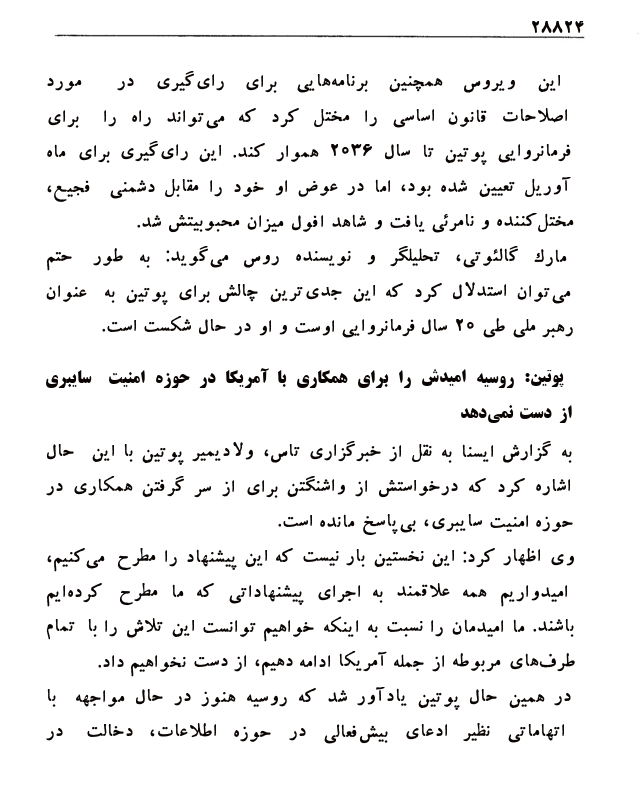 ۲۸۸۲۴
این ویروس همچنین برنامه‌هایی برای رای‌گیری در مورد
اصلاحات قانون اساسی را مختل کرد که می‌تواند راه را برای
فرمانروایی پوتین تا سال ۲۰۳۶ هموار کند. این رای‌گیری برای ماه
آوریل تعیین شده بود، اما در عوض او خود را مقابل دشمنی فجیع،
مختل‌کننده و نامرئی یافت و شاهد افول میزان محبوبیتش شد.
مارك گالئوتی، تحلیلگر و نویسنده روس می‌گوید: به طور حتم
می‌توان استدلال کرد که این جدی‌ترین چالش برای پوتین به عنوان
رهبر ملی طی ۲۰ سال فرمانروایی اوست و او در حال شکست است.
پوتین: روسیه امیدش را برای همکاری با آمریکا در حوزه امنیت سایبری
از دست نمی‌دهد
به گزارش ایسنا به نقل از خبرگزاری تاس، ولادیمیر پوتین با این حال
اشاره کرد که درخواستش از واشنگتن برای از سر گرفتن همکاری در
حوزه امنیت سایبری، بی‌پاسخ مانده است.
وی اظهار کرد: این نخستین بار نیست که این پیشنهاد را مطرح می‌کنیم،
امیدواریم همه علاقمند به اجرای پیشنهاداتی که ما مطرح کرده‌ایم
باشند. ما امیدمان را نسبت به اینکه خواهیم توانست این تلاش را با تمام
طرف‌های مربوطه از جمله آمریکا ادامه دهیم، از دست نخواهیم داد.
در همین حال پوتین یادآور شد که روسیه هنوز در حال مواجهه با
اتهاماتی نظیر ادعای بیش‌فعالی در حوزه اطلاعات، دخالت در